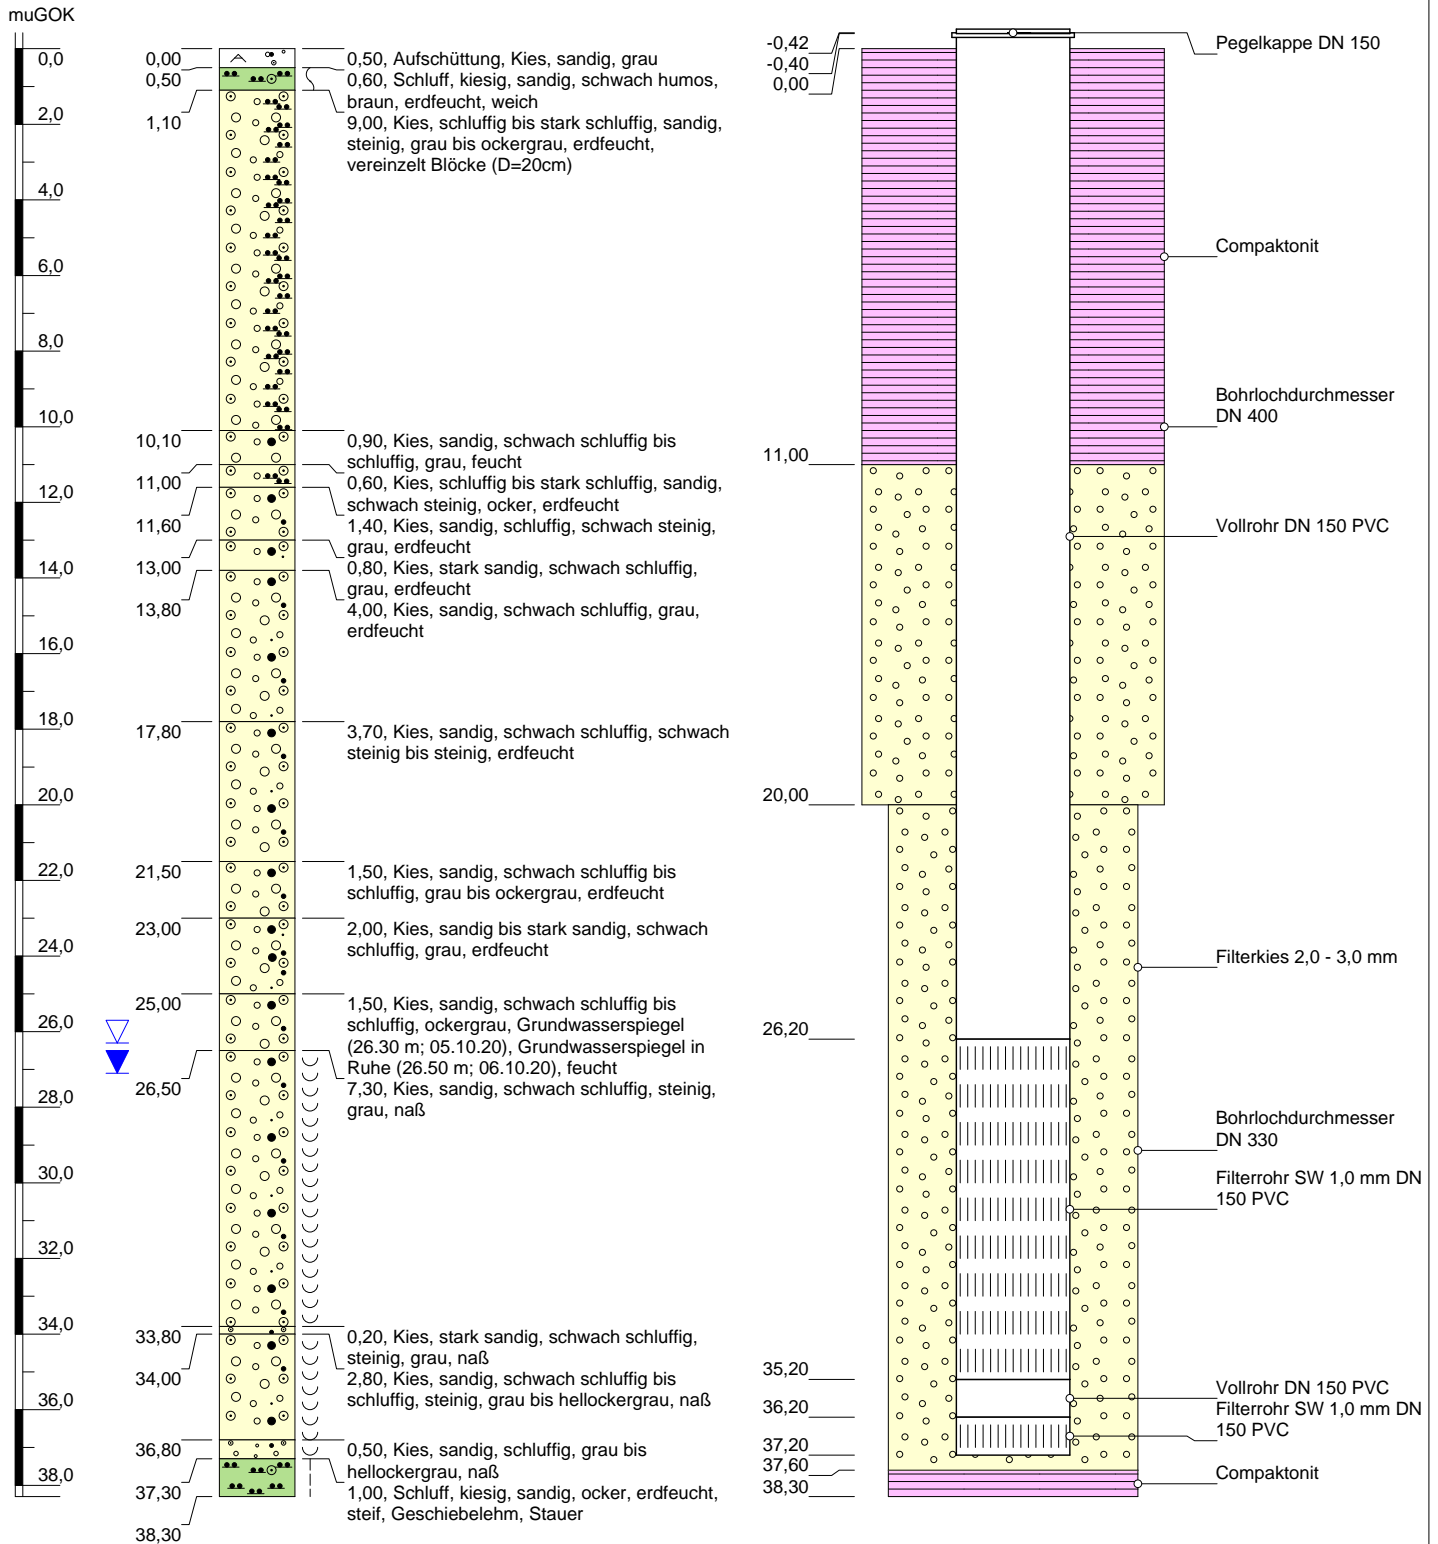 muGOK
0,0
2,0
4,0
6,0
8,0
10,0
12,0
14,0
16,0
18,0
20,0
22,0
24,0
26,0
28,0
30,0
32,0
34,0
36,0
38,0
0,00
0,50
1,10
10,10
11,00
11,60
13,00
13,80
17,80
21,50
23,00
25,00
26,50
33,80
34,00
36,80
37,30
38,30
0,50, Aufschüttung, Kies, sandig, grau
0,60, Schluff, kiesig, sandig, schwach humos,
braun, erdfeucht, weich
9,00, Kies, schluffig bis stark schluffig, sandig,
steinig, grau bis ockergrau, erdfeucht,
vereinzelt Blöcke (D=20cm)
0,90, Kies, sandig, schwach schluffig bis
schluffig, grau, feucht
0,60, Kies, schluffig bis stark schluffig, sandig,
schwach steinig, ocker, erdfeucht
1,40, Kies, sandig, schluffig, schwach steinig,
grau, erdfeucht
0,80, Kies, stark sandig, schwach schluffig,
grau, erdfeucht
4,00, Kies, sandig, schwach schluffig, grau,
erdfeucht
3,70, Kies, sandig, schwach schluffig, schwach
steinig bis steinig, erdfeucht
1,50, Kies, sandig, schwach schluffig bis
schluffig, grau bis ockergrau, erdfeucht
2,00, Kies, sandig bis stark sandig, schwach
schluffig, grau, erdfeucht
1,50, Kies, sandig, schwach schluffig bis
schluffig, ockergrau, Grundwasserspiegel
(26.30 m; 05.10.20), Grundwasserspiegel in
Ruhe (26.50 m; 06.10.20), feucht
7,30, Kies, sandig, schwach schluffig, steinig,
grau, naß
0,20, Kies, stark sandig, schwach schluffig,
steinig, grau, naß
2,80, Kies, sandig, schwach schluffig bis
schluffig, steinig, grau bis hellockergrau, naß
0,50, Kies, sandig, schluffig, grau bis
hellockergrau, naß
1,00, Schluff, kiesig, sandig, ocker, erdfeucht,
steif, Geschiebelehm, Stauer
-0,42
-0,40
0,00
11,00
20,00
26,20
35,20
36,20
37,20
37,60
38,30
Pegelkappe DN 150
Compaktonit
Bohrlochdurchmesser
DN 400
Vollrohr DN 150 PVC
Filterkies 2,0 - 3,0 mm
Bohrlochdurchmesser
DN 330
Filterrohr SW 1,0 mm DN
150 PVC
Vollrohr DN 150 PVC
Filterrohr SW 1,0 mm DN
150 PVC
Compaktonit